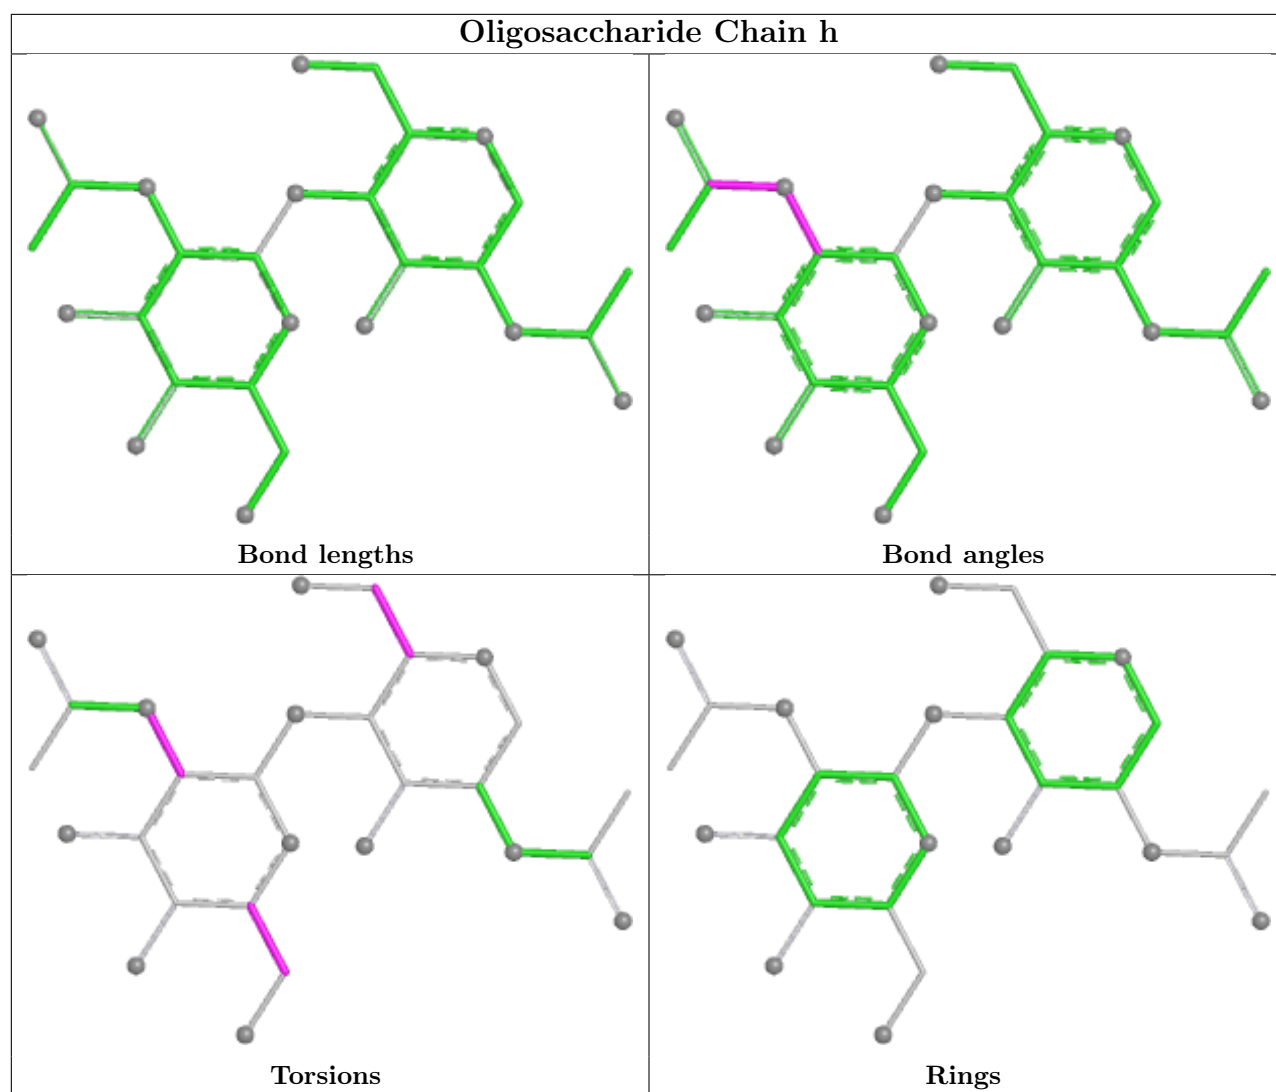 Oligosaccharide Chain h
Bond lengths
Bond angles
Torsions
Rings